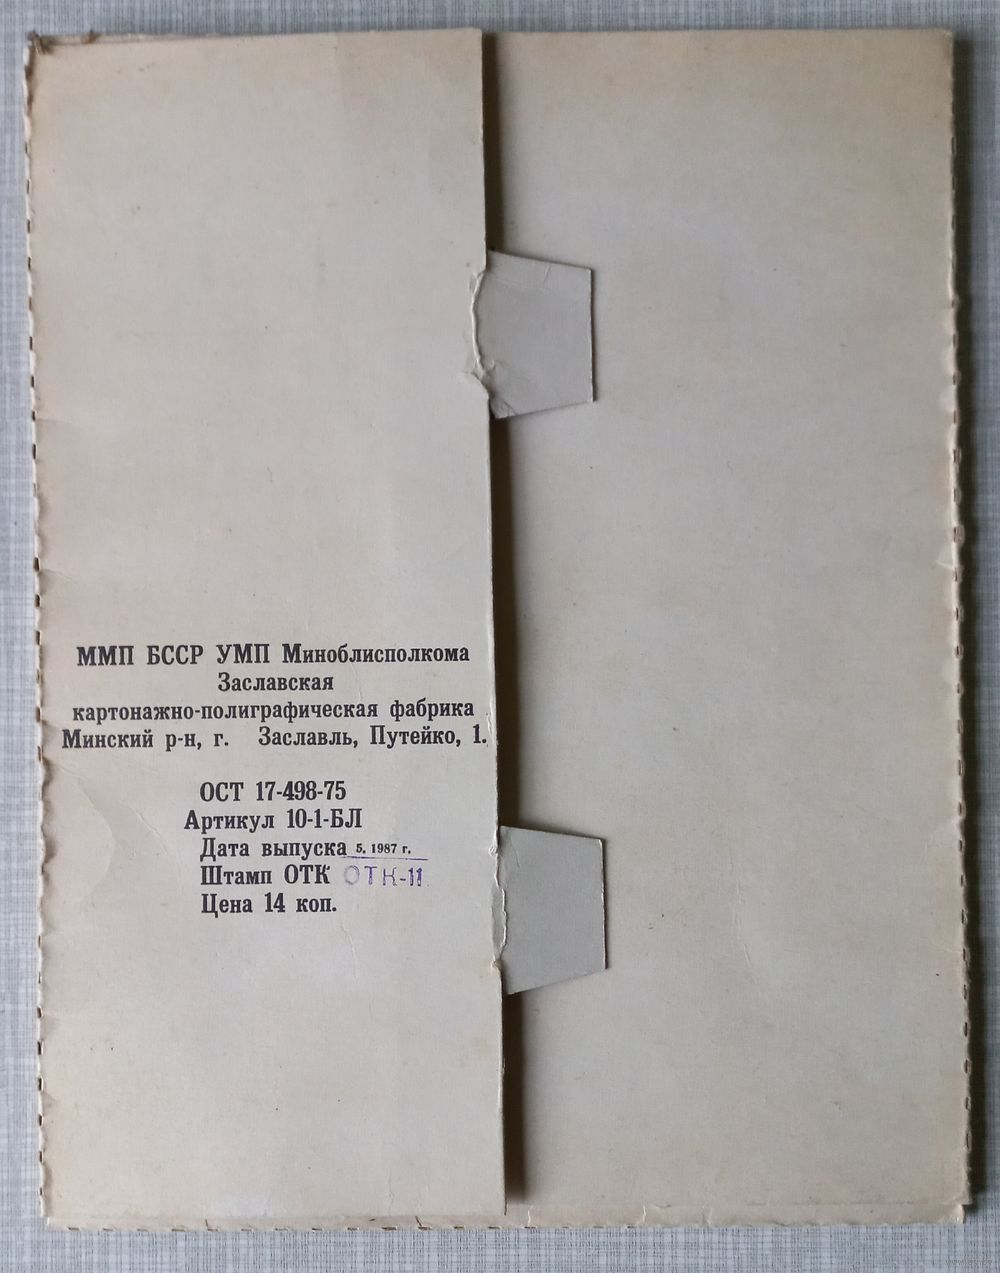 ММП БССР УМП Миноблисполкома
Заславская
картонажно-полиграфическая фабрика
Минский р-н, г. Заславль, Путейко, 1.
ОСТ 17-498-75
Артикул 10-1-БЛ
Дата выпуска 5. 1987 г.
Штамп ОТК ОТК-11
Цена 14 коп.